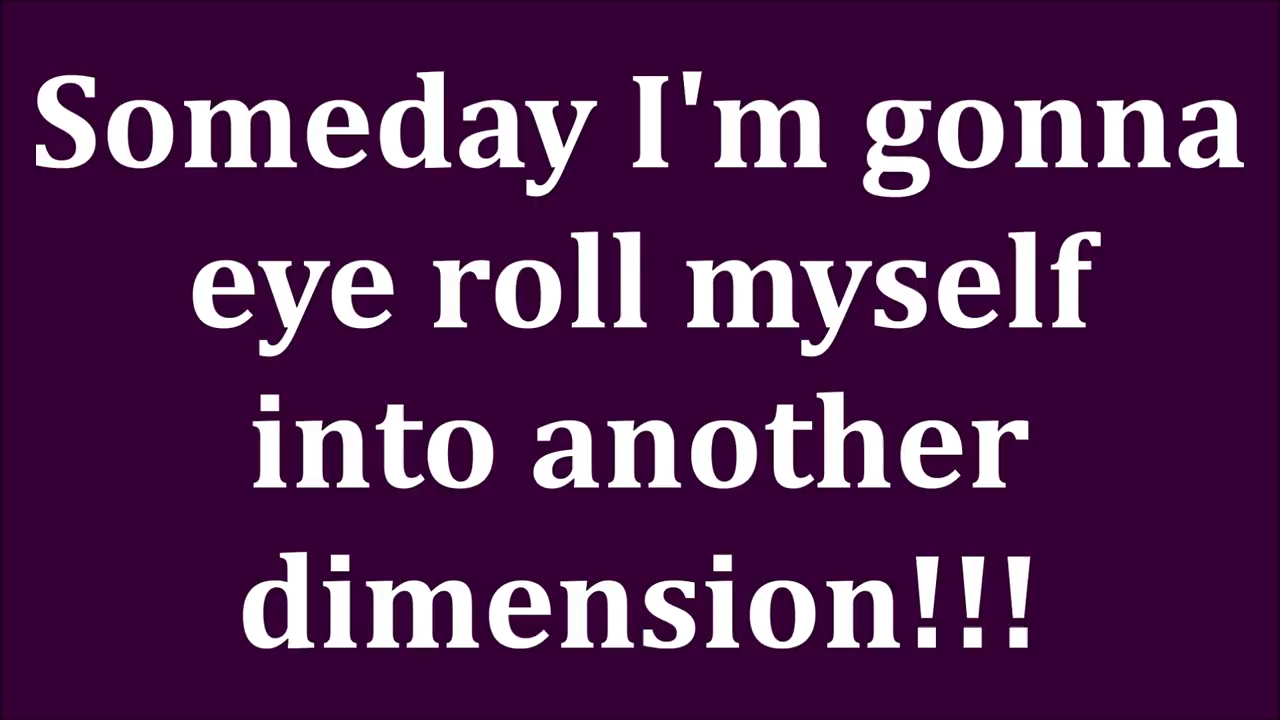 Someday I'm gonna
eye roll myself
into another
dimension!!!